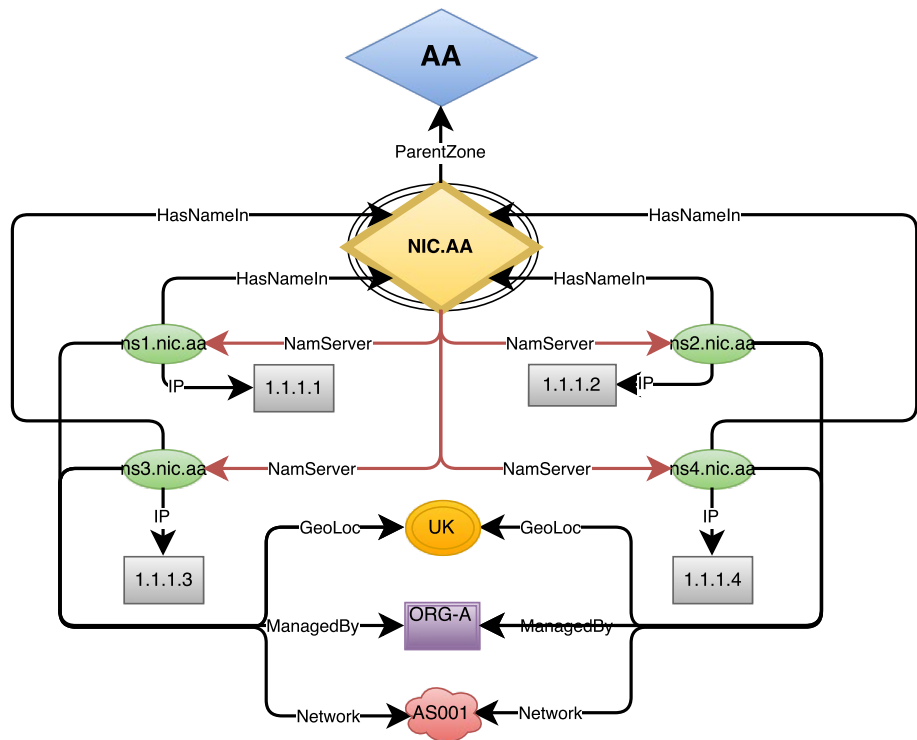 AA
ParentZone
HasNameIn
HasNameIn
NIC.AA
HasNameIn
HasNameIn
ns1.nic.aa
NamServer
NamServer
ns2.nic.aa
IP
1.1.1.1
1.1.1.2
IP
ns3.nic.aa
NamServer
NamServer
ns4.nic.aa
IP
IP
GeoLoc
UK
GeoLoc
1.1.1.3
1.1.1.4
ManagedBy
ORG-A
ManagedBy
Network
AS001
Network